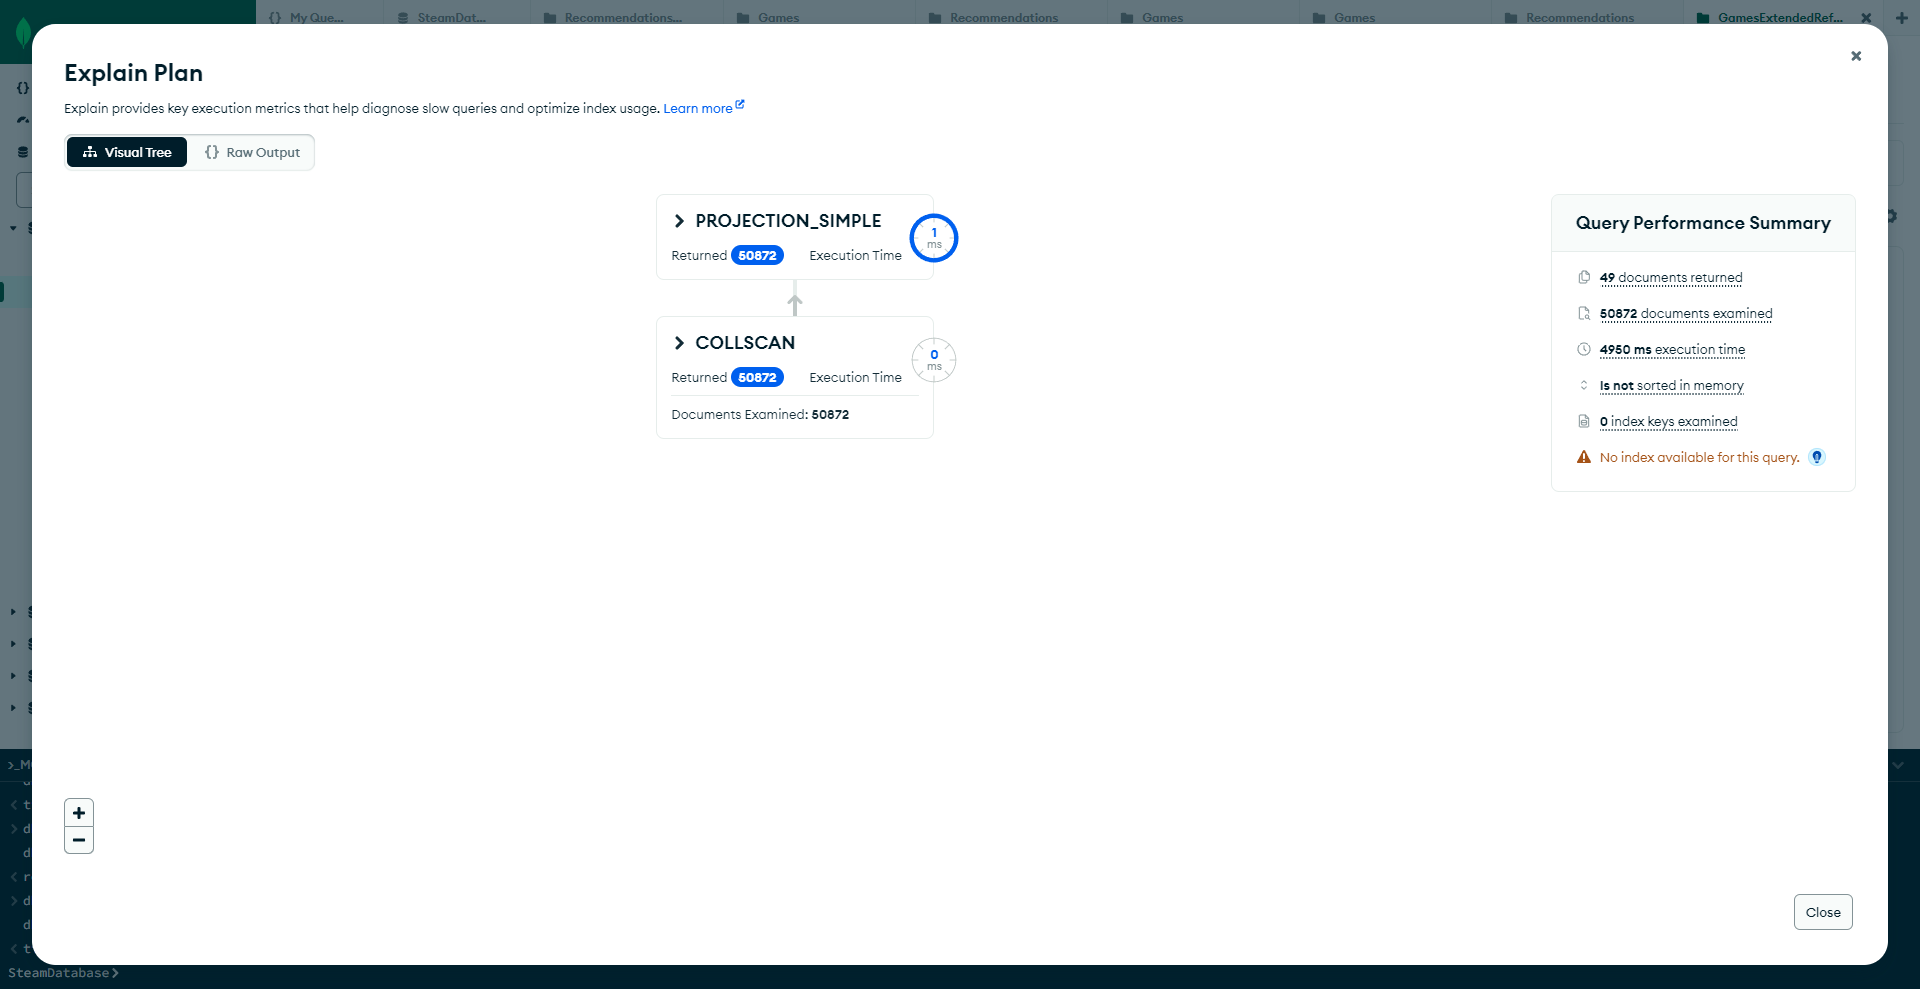 {} My Que...
SteamDat...
Recommendations...
Games
Recommendations
Games
Games
Recommendations
GamesExtendedRef...
Explain Plan
Explain provides key execution metrics that help diagnose slow queries and optimize index usage. Learn more
Visual Tree
{} Raw Output
PROJECTION_SIMPLE
Returned 50872 Execution Time
1
ms
COLLSCAN
Returned 50872 Execution Time
0
ms
Documents Examined: 50872
Query Performance Summary
49 documents returned
50872 documents examined
4950 ms execution time
Is not sorted in memory
0 index keys examined
No index available for this query.
Close
SteamDatabase>